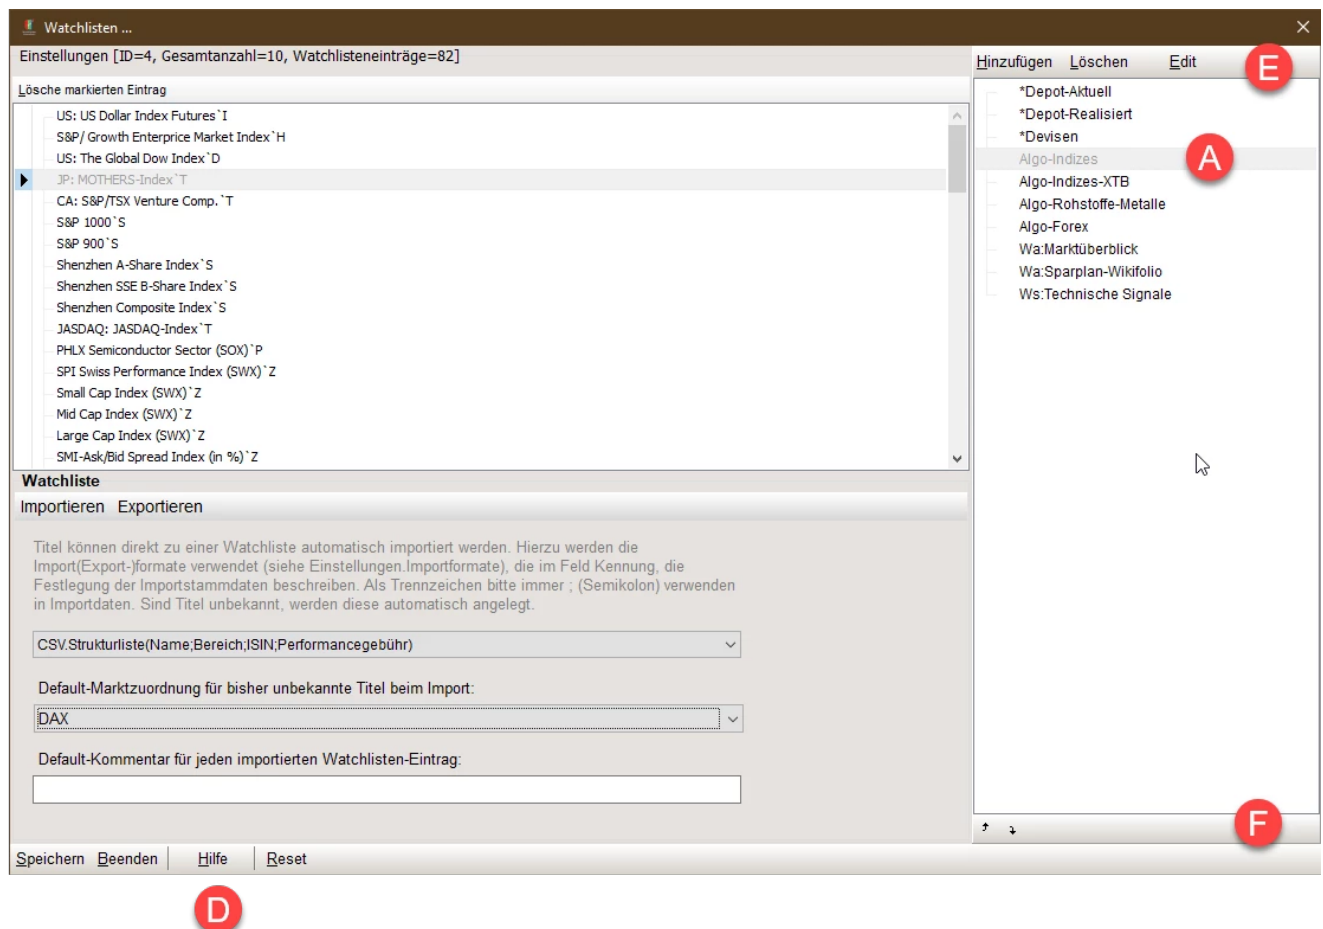 Watchlisten ...
Einstellungen [ID=4, Gesamtanzahl=10, Watchlisteneinträge=82]
Lösche markierten Eintrag
US: US Dollar Index Futures`I
S&P/ Growth Enterprice Market Index`H
US: The Global Dow Index`D
JP: MOTHERS-Index`T
CA: S&P/TSX Venture Comp.`T
S&P 1000`S
S&P 900`S
Shenzhen A-Share Index`S
Shenzhen SSE B-Share Index`S
Shenzhen Composite Index`S
JASDAQ: JASDAQ-Index`T
PHLX Semiconductor Sector (SOX)`P
SPI Swiss Performance Index (SWX)`Z
Small Cap Index (SWX)`Z
Mid Cap Index (SWX)`Z
Large Cap Index (SWX)`Z
SMI-Ask/Bid Spread Index (in %)`Z
Watchliste
Importieren Exportieren
Titel können direkt zu einer Watchliste automatisch importiert werden. Hierzu werden die
Import(Export-)formate verwendet (siehe Einstellungen.Importformate), die im Feld Kennung, die
Festlegung der Importstammdaten beschreiben. Als Trennzeichen bitte immer ; (Semikolon) verwenden
in Importdaten. Sind Titel unbekannt, werden diese automatisch angelegt.
CSV.Strukturliste(Name;Bereich;ISIN;Performancegebühr)
Default-Marktzuordnung für bisher unbekannte Titel beim Import:
DAX
Default-Kommentar für jeden importierten Watchlisten-Eintrag:
Hinzufügen Löschen Edit
E
*Depot-Aktuell
*Depot-Realisiert
*Devisen
Algo-Indizes
A
Algo-Indizes-XTB
Algo-Rohstoffe-Metalle
Algo-Forex
Wa:Marktüberblick
Wa:Sparplan-Wikifolio
Ws:Technische Signale
F
Speichern Beenden Hilfe Reset
D